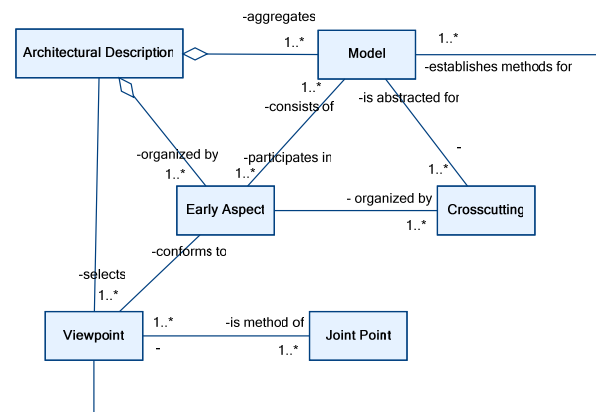 -aggregates
1..*
1..*
Architectural Description
Model
-establishes methods for
1..*
-is abstracted for
-consists of
-
-organized by
-participates in
1..*
1..*
1..*
- organized by
Early Aspect
Crosscutting
1..*
-conforms to
-selects
1..*
1..*
-is method of
Viewpoint
Joint Point
-
1..*